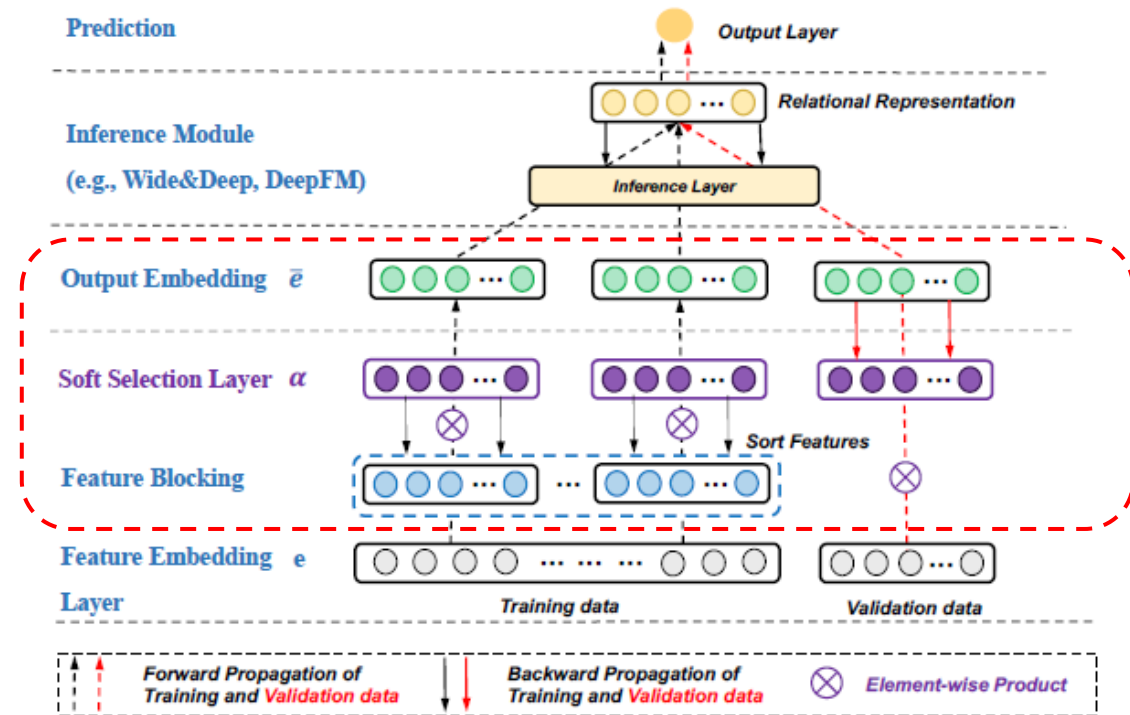 Prediction
Output Layer
Relational Representation
Inference Module
(e.g., Wide&Deep, DeepFM)
Inference Layer
Output Embedding ē
Soft Selection Layer α
Sort Features
Feature Blocking
Feature Embedding e
Layer
Training data
Validation data
Forward Propagation of
Training and Validation data
Backward Propagation of
Training and Validation data
Element-wise Product